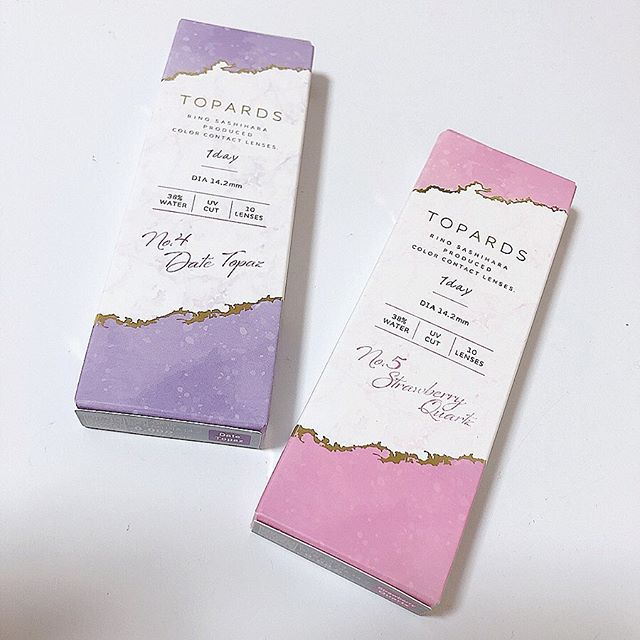 TOPARDS
RINO SASHIHARA
PRODUCED
COLOR CONTACT LENSES.
1day
DIA 14.2mm
38% WATER
UV CUT
10 LENSES
No.4
Date Topaz
Date
Topaz
TOPARDS
RINO SASHIHARA
PRODUCED
COLOR CONTACT LENSES.
1day
DIA 14.2mm
38% WATER
UV CUT
10 LENSES
No.5
Strawberry
Quartz